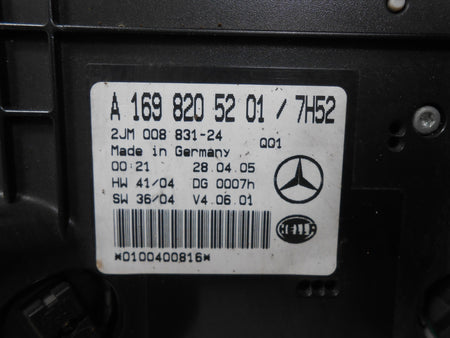 A 169 820 52 01 / 7H52
2JM 008 831-24 Q01
Made in Germany
00:21 28.04.05
HW 41/04 DG 0007h
SW 36/04 V4.06.01
HELLA
*0100400816*